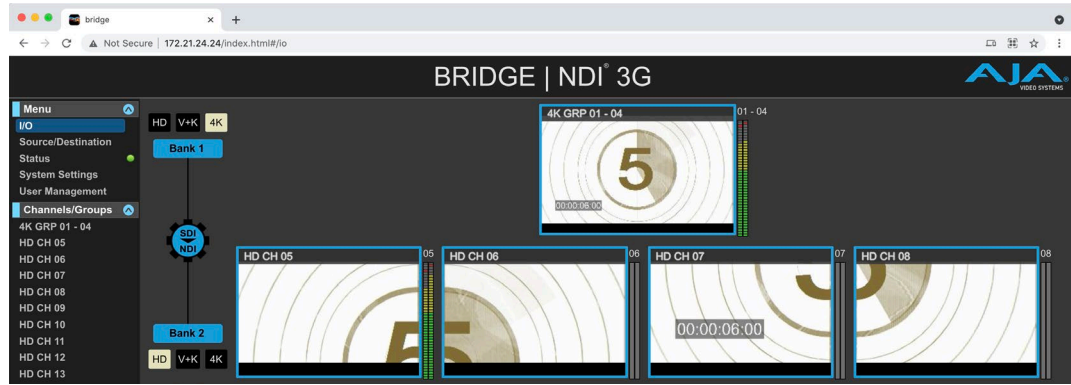 bridge
Not Secure | 172.21.24.24/index.html#/io
BRIDGE | NDI® 3G
AJA
VIDEO SYSTEMS
Menu
I/O
Source/Destination
Status
System Settings
User Management
Channels/Groups
4K GRP 01 - 04
HD CH 05
HD CH 06
HD CH 07
HD CH 08
HD CH 09
HD CH 10
HD CH 11
HD CH 12
HD CH 13
HD V+K 4K
Bank 1
SDI
NDI
Bank 2
HD V+K 4K
4K GRP 01 - 04
01 - 04
5
00:00:06:00
HD CH 05
05
HD CH 06
06
HD CH 07
07
00:00:06:00
HD CH 08
08